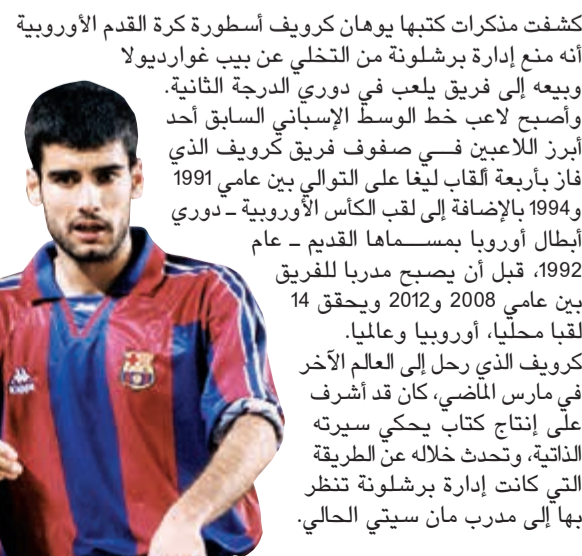 كشفت مذكرات كتبها يوهان كرويف أسطورة كرة القدم الأوروبية
أنه منع إدارة برشلونة من التخلي عن بيب غوارديولا
وبيعه إلى فريق يلعب في دوري الدرجة الثانية.
وأصبح لاعب خط الوسط الإسباني السابق أحد
أبرز اللاعبين فـــي صفوف فريق كرويف الذي
فاز بأربعة ألقاب ليغا على التوالي بين عامي 1991
و1994 بالإضافة إلى لقب الكأس الأوروبية ـ دوري
أبطال أوروبا بمســـماها القديم ـ عام
1992، قبل أن يصبح مدربا للفريق
بين عامي 2008 و2012 ويحقق 14
لقبا محليا، أوروبيا وعالميا.
كرويف الذي رحل إلى العالم الآخر
في مارس الماضي، كان قد أشرف
على إنتاج كتاب يحكي سيرته
الذاتية، وتحدث خلاله عن الطريقة
التي كانت إدارة برشلونة تنظر
بها إلى مدرب مان سيتي الحالي.